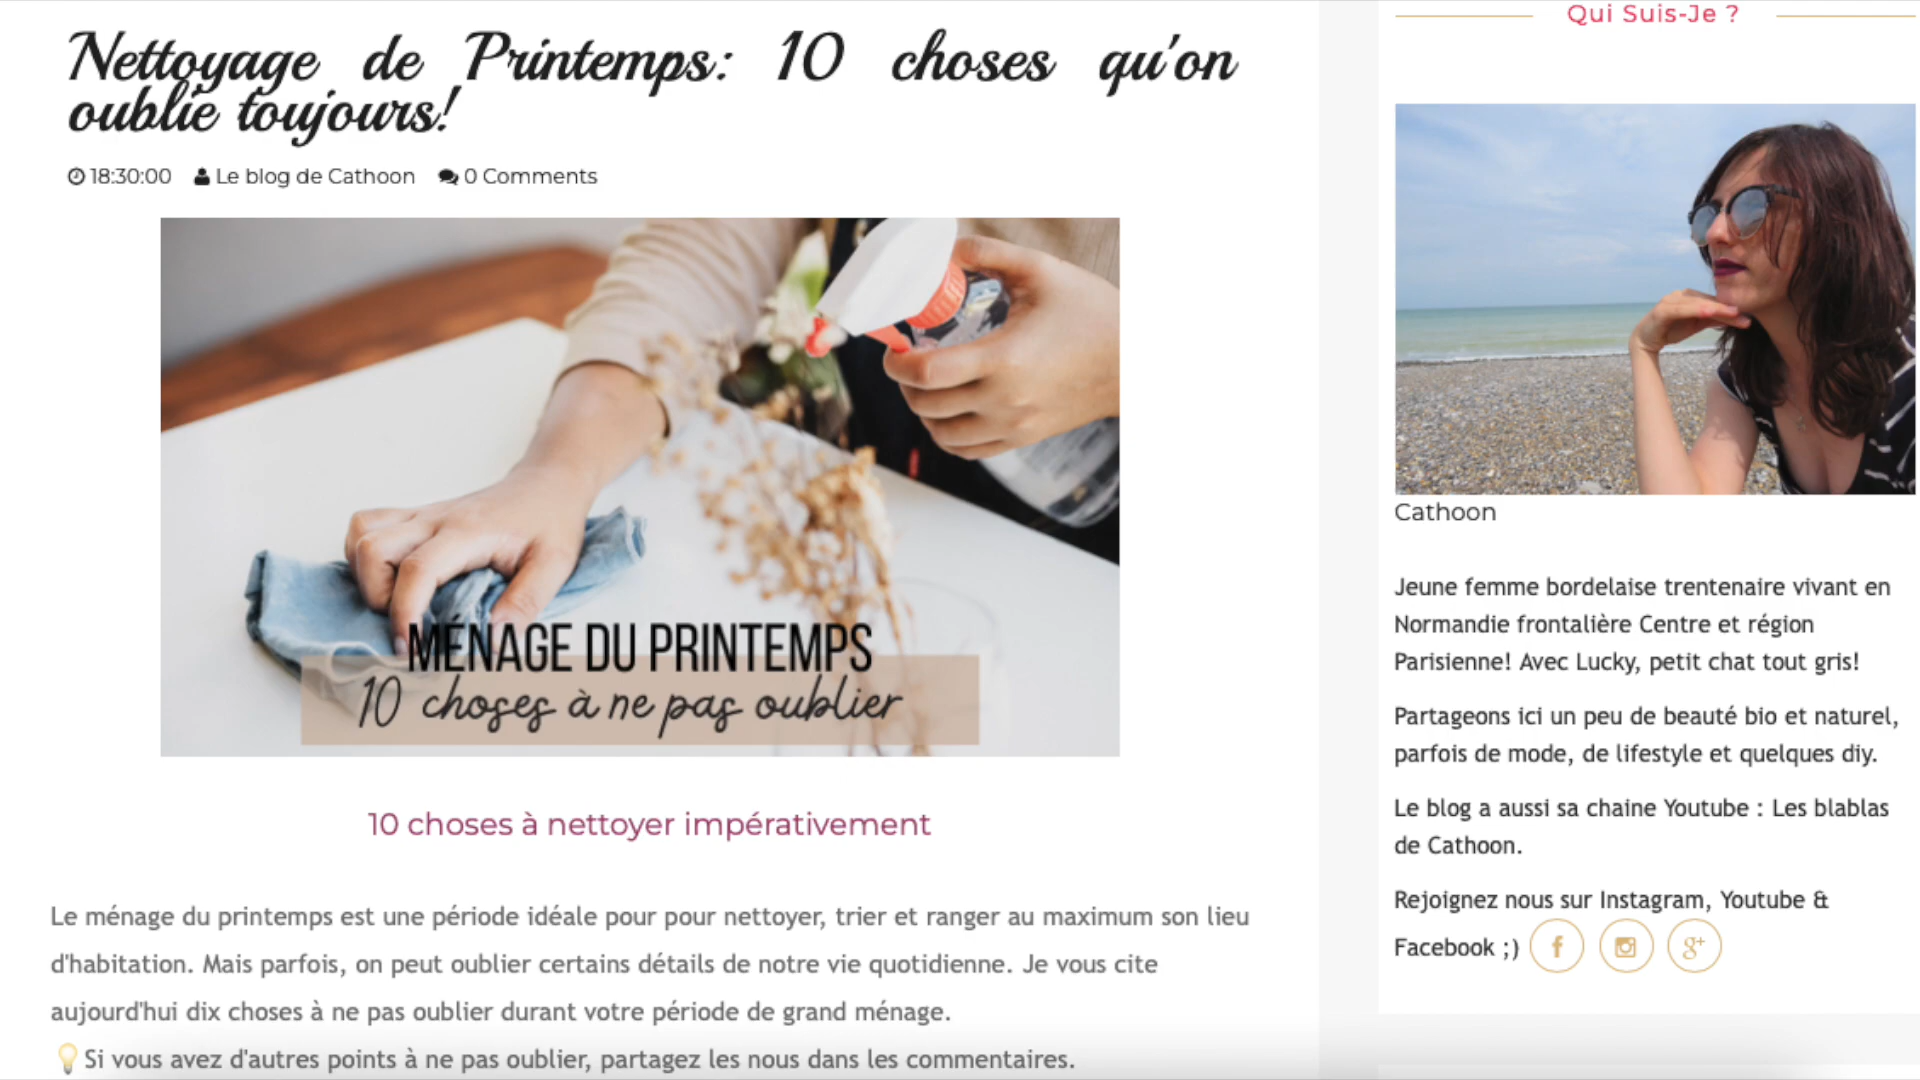 Nettoyage de Printemps: 10 choses qu'on
oublie toujours!
18:30:00 Le blog de Cathoon 0 Comments
MÉNAGE DU PRINTEMPS
10 choses à ne pas oublier
10 choses à nettoyer impérativement
Le ménage du printemps est une période idéale pour pour nettoyer, trier et ranger au maximum son lieu
d'habitation. Mais parfois, on peut oublier certains détails de notre vie quotidienne. Je vous cite
aujourd'hui dix choses à ne pas oublier durant votre période de grand ménage.
💡Si vous avez d'autres points à ne pas oublier, partagez les nous dans les commentaires.
Qui Suis-Je ?
Cathoon
Jeune femme bordelaise trentenaire vivant en
Normandie frontalière Centre et région
Parisienne! Avec Lucky, petit chat tout gris!
Partageons ici un peu de beauté bio et naturel,
parfois de mode, de lifestyle et quelques diy.
Le blog a aussi sa chaine Youtube : Les blablas
de Cathoon.
Rejoignez nous sur Instagram, Youtube &
Facebook ;)